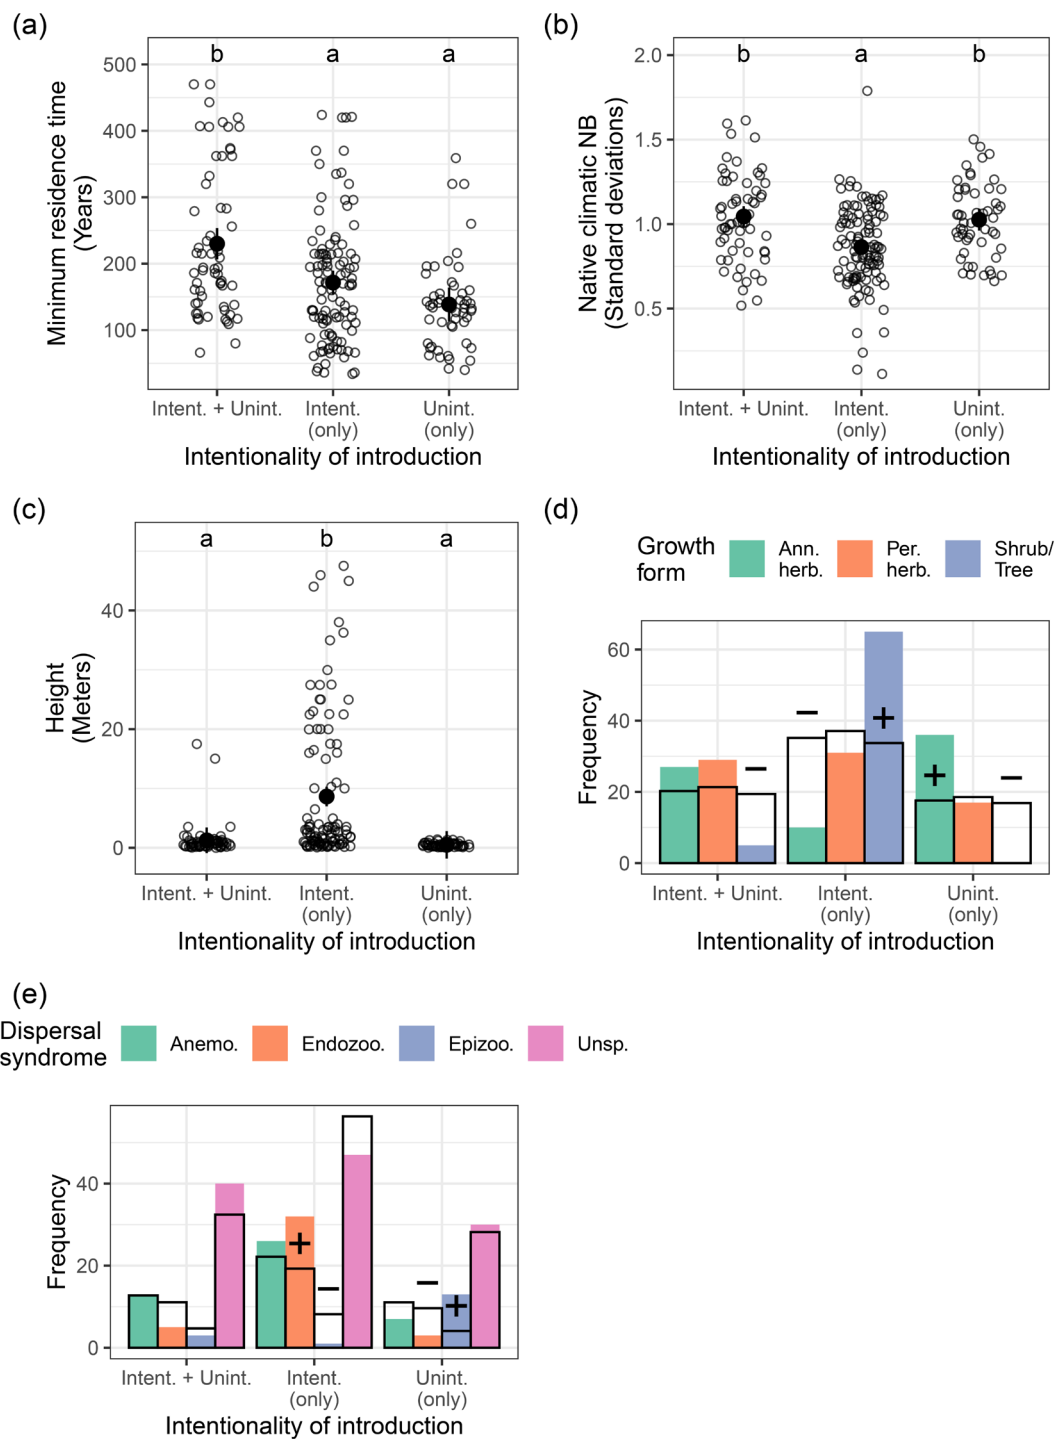 (a)
b a a
500
400
300
200
100
Minimum residence time
(Years)
Intent. + Unint. Intent. Unint.
(only) (only)
Intentionality of introduction
(b)
b a b
2.0
1.5
1.0
0.5
Native climatic NB
(Standard deviations)
Intent. + Unint. Intent. Unint.
(only) (only)
Intentionality of introduction
(c)
a b a
40
20
0
Height
(Meters)
Intent. + Unint. Intent. Unint.
(only) (only)
Intentionality of introduction
(d)
Growth Ann. Per. Shrub/
form herb. herb. Tree
60
40
20
0
Frequency
− − + + −
Intent. + Unint. Intent. Unint.
(only) (only)
Intentionality of introduction
(e)
Dispersal
syndrome Anemo. Endozoo. Epizoo. Unsp.
40
20
0
Frequency
+ − − +
Intent. + Unint. Intent. Unint.
(only) (only)
Intentionality of introduction